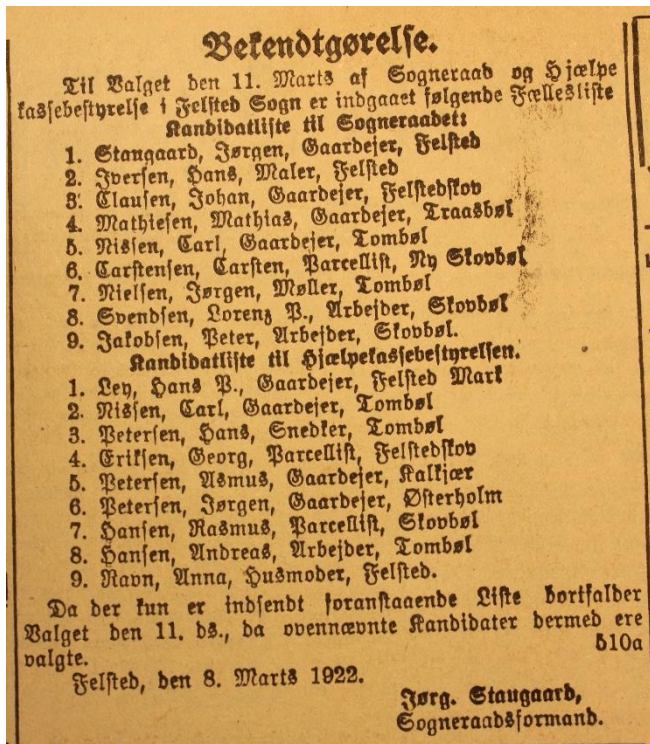 Bekendtgørelse.
Til Valget den 11. Marts af Sogneraad og Hjælpe
kassebestyrelse i Felsted Sogn er indgaaet følgende Fællesliste
Kandidatliste til Sogneraadet:
1. Staugaard, Jørgen, Gaardejer, Felsted
2. Iversen, Hans, Maler, Felsted
3. Clausen, Johan, Gaardejer, Felstedskov
4. Mathiesen, Mathias, Gaardejer, Traasbøl
5. Nissen, Carl, Gaardejer, Tombøl
6. Carstensen, Carsten, Parcellist, Ny Skovbøl
7. Nielsen, Jørgen, Møller, Tombøl
8. Svendsen, Lorenz P., Arbejder, Skovbøl
9. Jakobsen, Peter, Arbejder, Skovbøl.
Kandidatliste til Hjælpekassebestyrelsen.
1. Ley, Hans P., Gaardejer, Felsted Mark
2. Nissen, Carl, Gaardejer, Tombøl
3. Petersen, Hans, Snedker, Tombøl
4. Eriksen, Georg, Parcellist, Felstedskov
5. Petersen, Asmus, Gaardejer, Kalkjær
6. Petersen, Jørgen, Gaardejer, Østerholm
7. Hansen, Rasmus, Parcellist, Skovbøl
8. Hansen, Andreas, Arbejder, Tombøl
9. Ravn, Anna, Husmoder, Felsted.
Da der kun er indsendt foranstaaende Liste bortfalder
Valget den 11. ds., da ovennævnte Kandidater dermed ere
valgte. 510a
Felsted, den 8. Marts 1922.
Jørg. Staugaard,
Sogneraadsformand.